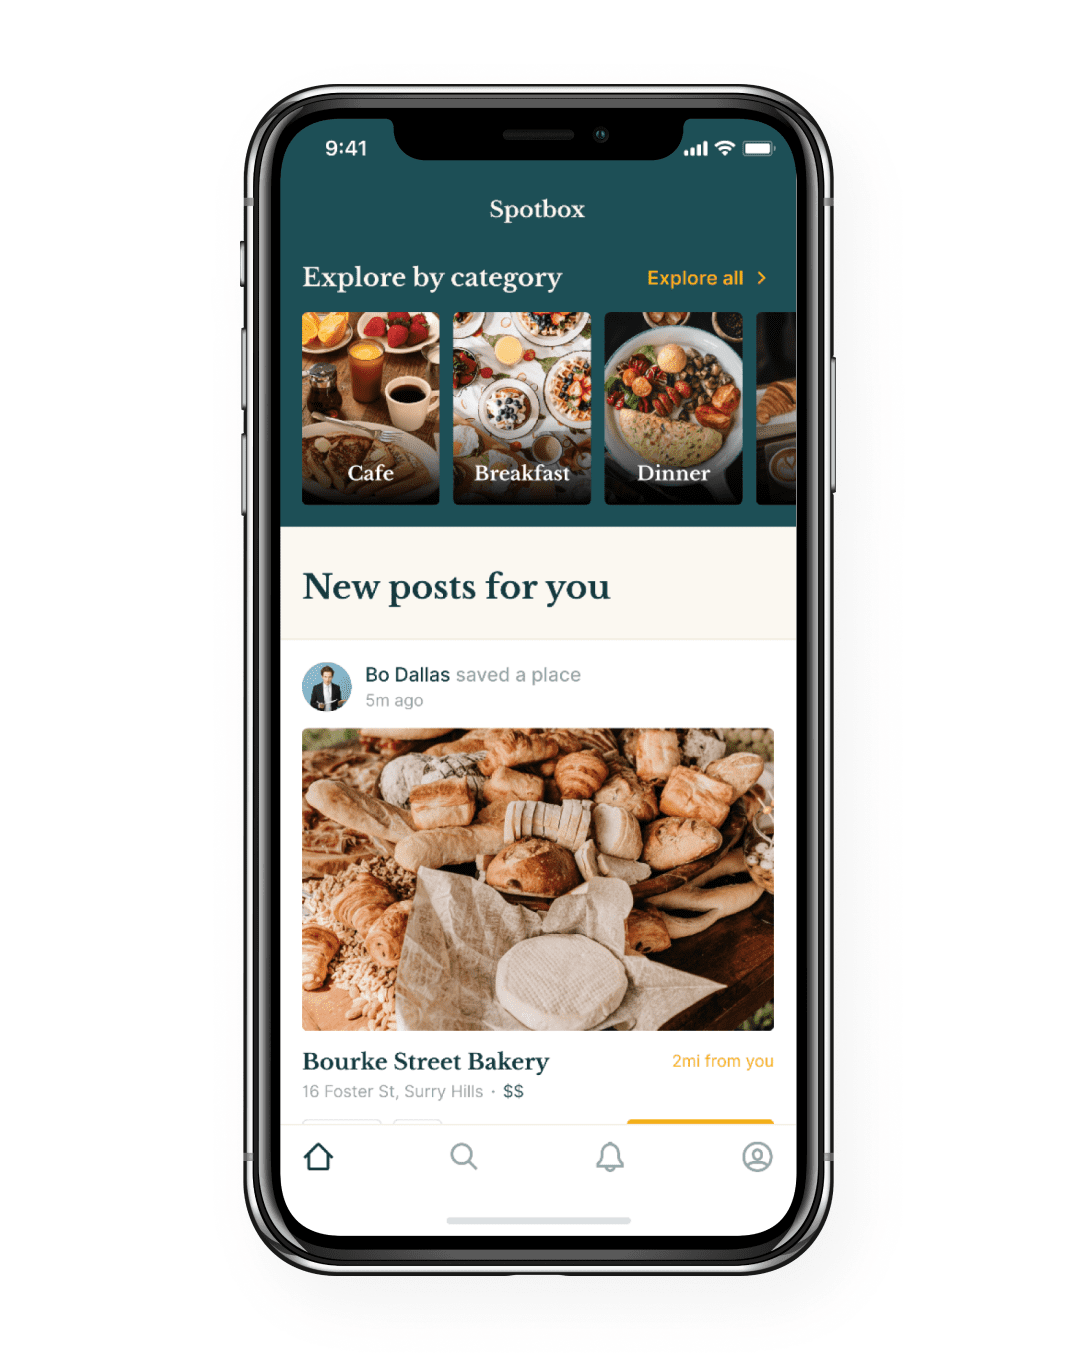 9:41
Spotbox
Explore by category
Explore all
Cafe
Breakfast
Dinner
New posts for you
Bo Dallas saved a place
5m ago
Bourke Street Bakery
2mi from you
16 Foster St, Surry Hills · $$